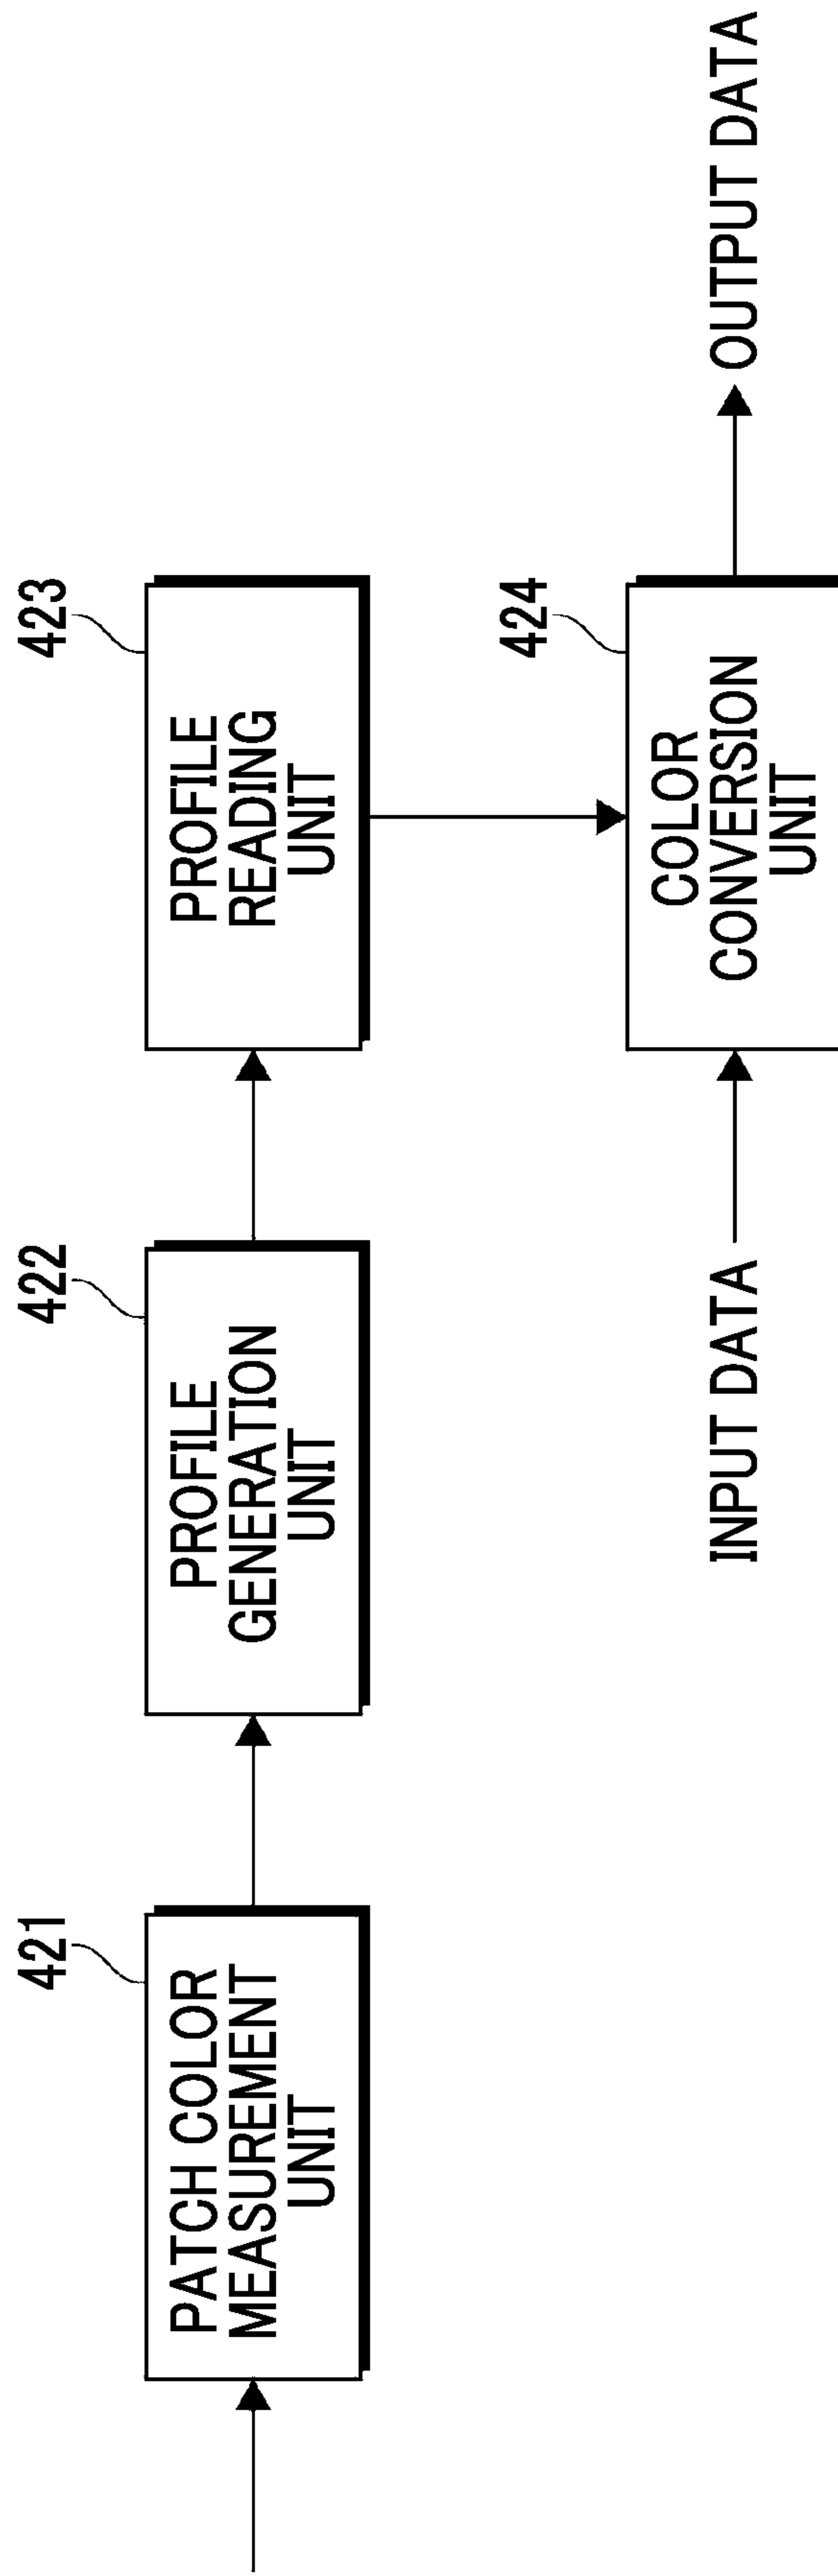 421
PATCH COLOR
MEASUREMENT
UNIT
422
PROFILE
GENERATION
UNIT
423
PROFILE
READING
UNIT
INPUT DATA
424
COLOR
CONVERSION
UNIT
OUTPUT DATA